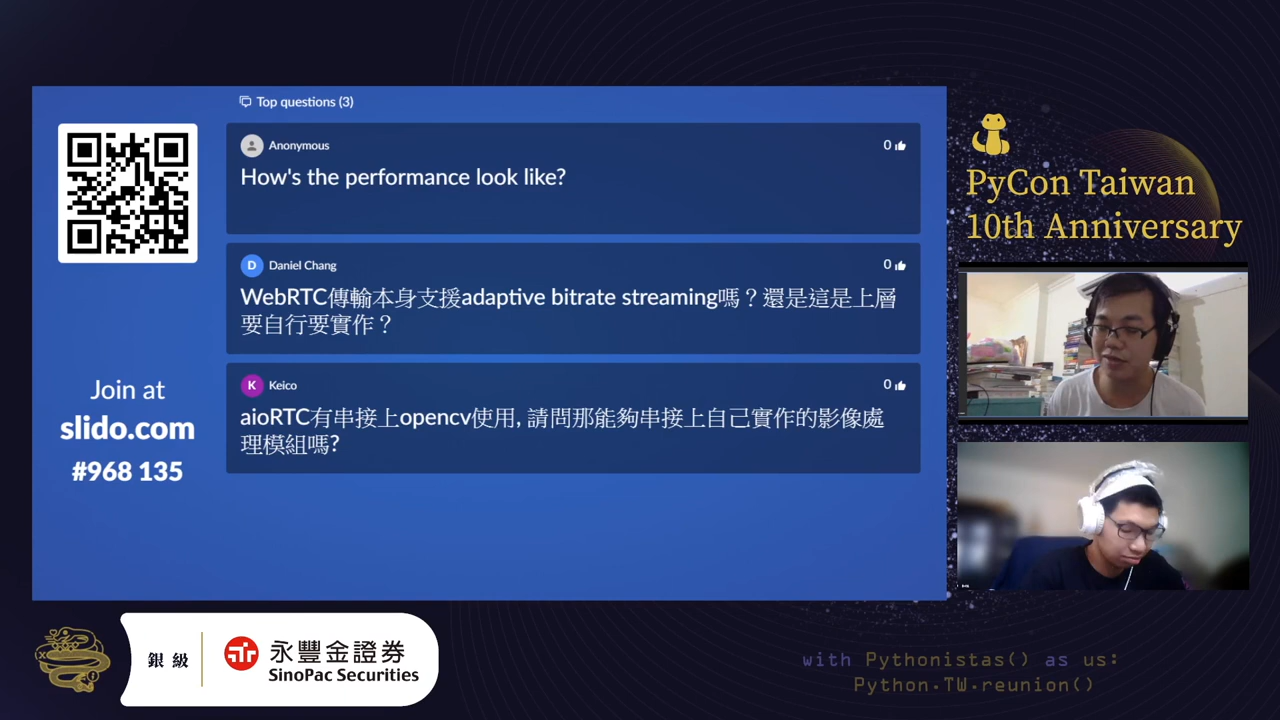 Top questions (3)
Anonymous
0
How's the performance look like?
D
Daniel Chang
0
WebRTC傳輸本身支援adaptive bitrate streaming嗎？還是這是上層
要自行要實作？
K
Keico
0
aioRTC有串接上opencv使用, 請問那能夠串接上自己實作的影像處
理模組嗎?
Join at
slido.com
#968 135
PyCon Taiwan
10th Anniversary
銀級
永豐金證券
SinoPac Securities
with Pythonistas() as us:
Python.TW.reunion()